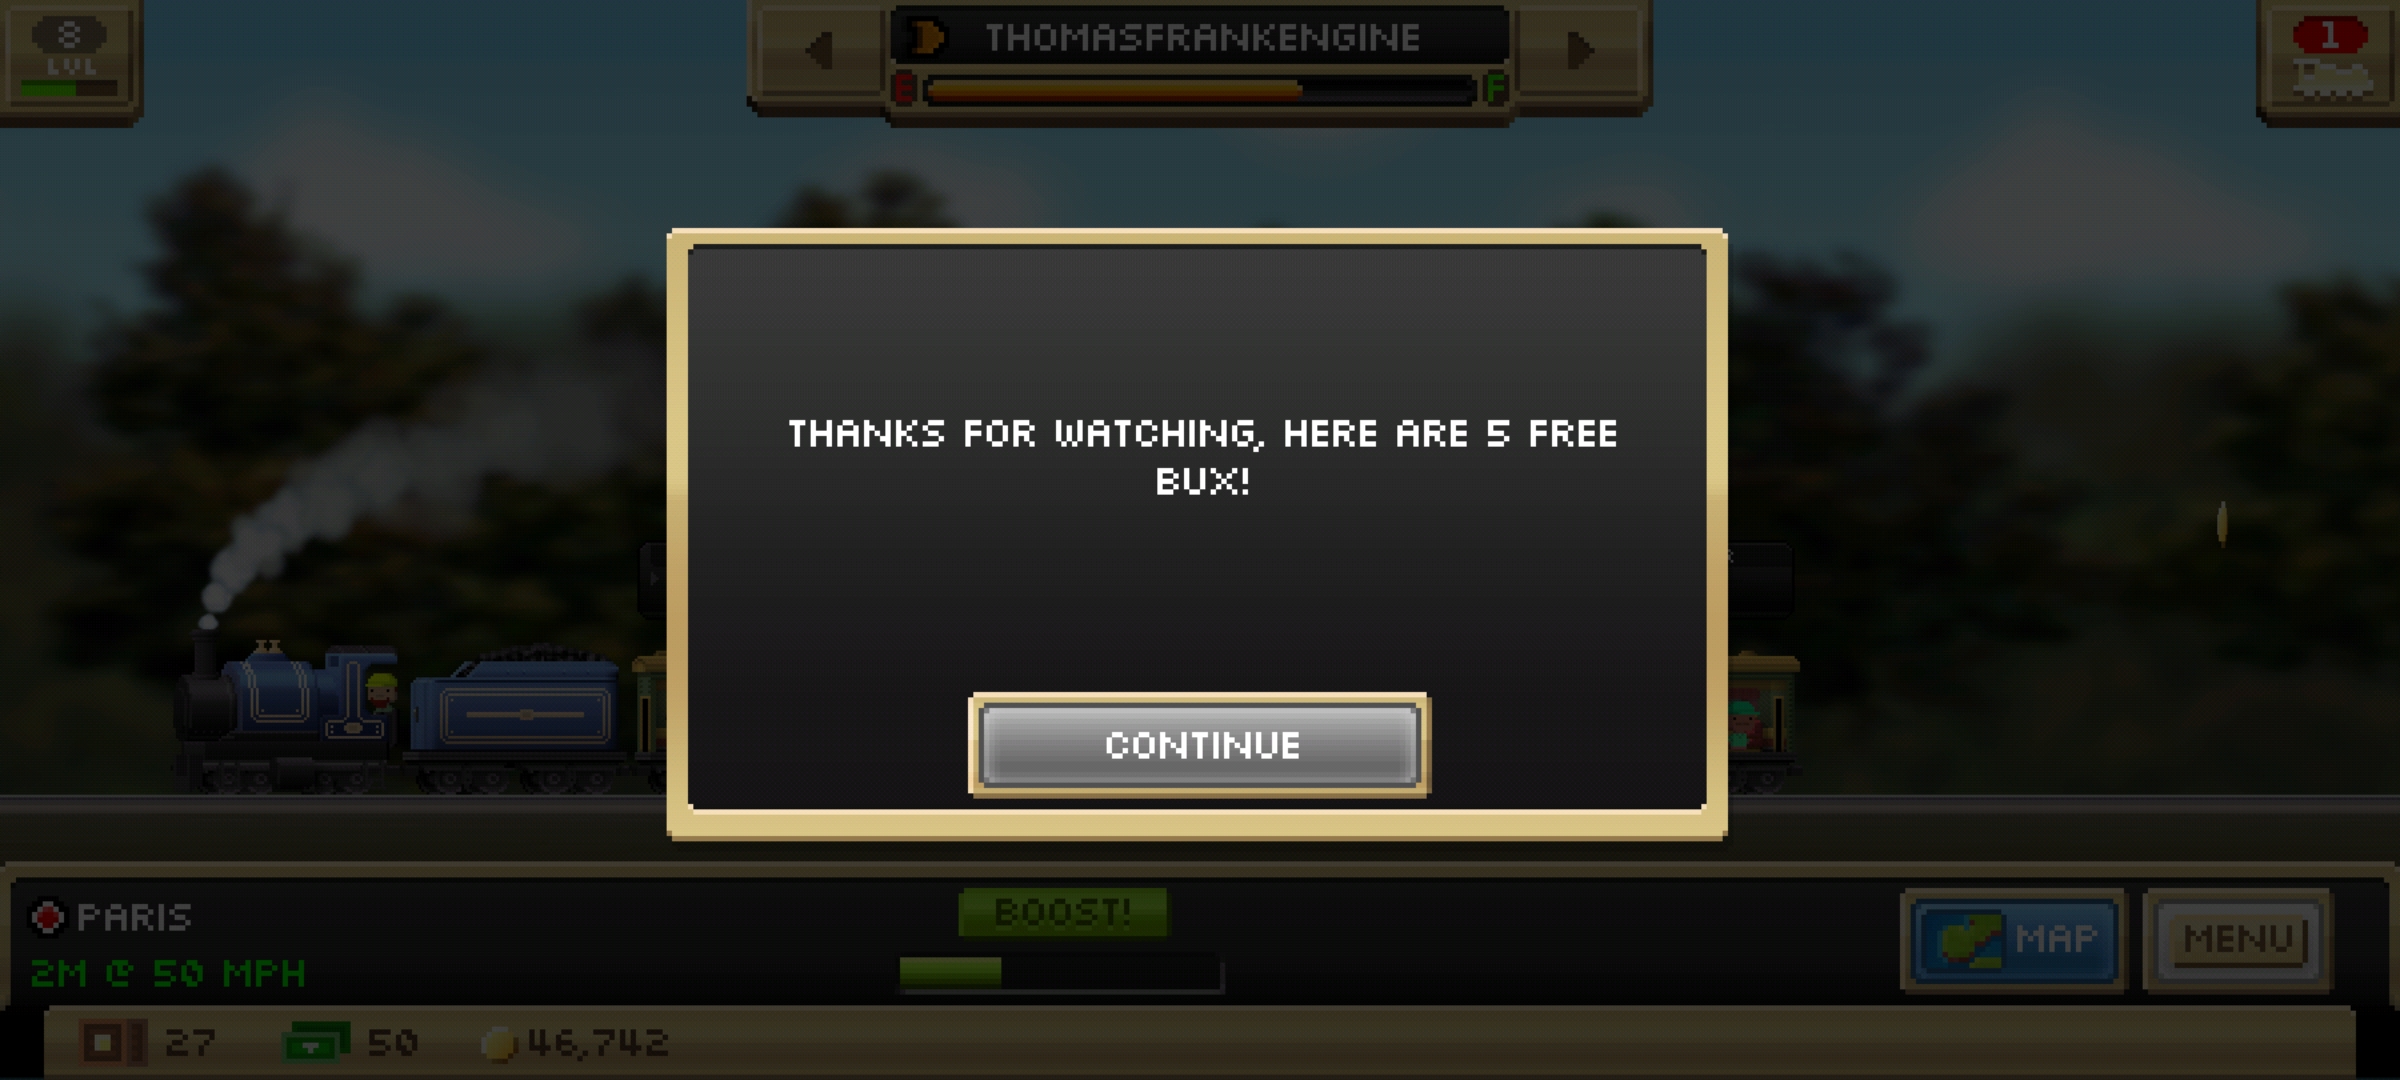 8
LVL
THOMASFRANKENGINE
E F
1
THANKS FOR WATCHING, HERE ARE 5 FREE
BUX!
CONTINUE
PARIS
2M @ 50 MPH
BOOST!
MAP
MENU
27 50 46,742